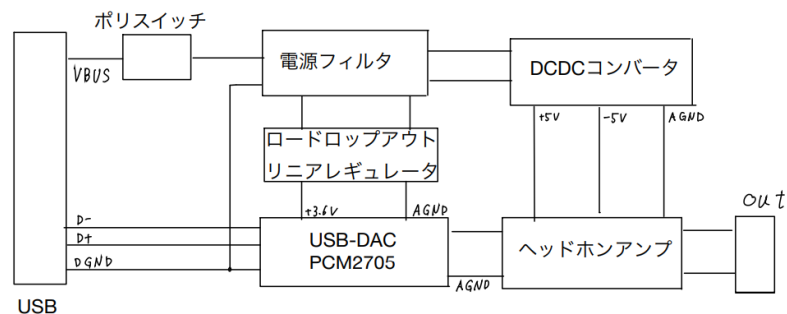 ポリスイッチ
VBUS
電源フィルタ
DCDCコンバータ
+5V
-5V
AGND
ロードロップアウト
リニアレギュレータ
+3.6V
AGND
D-
D+
DGND
USB-DAC
PCM2705
AGND
ヘッドホンアンプ
out
USB